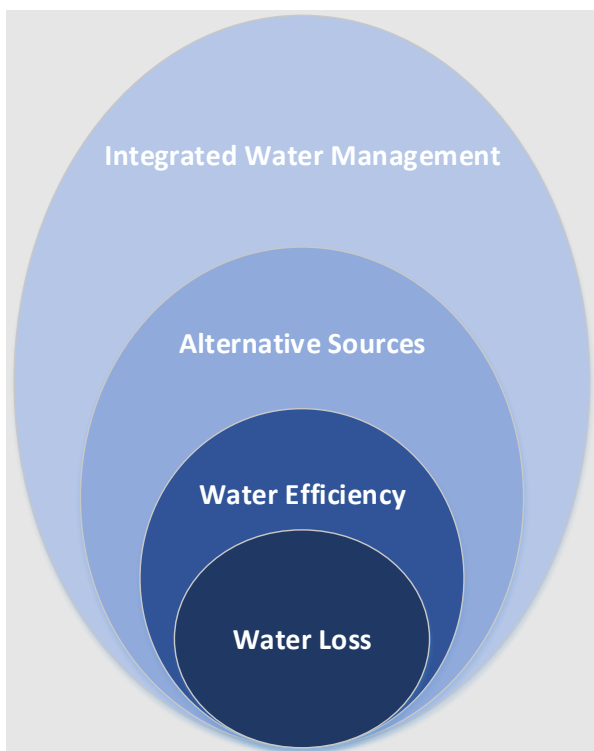 Integrated Water Management
Alternative Sources
Water Efficiency
Water Loss